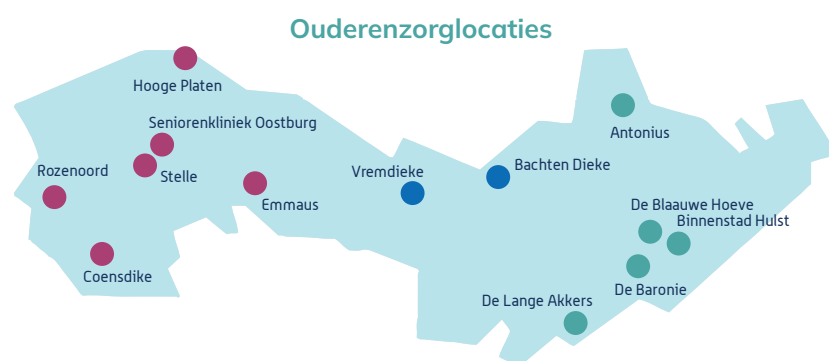 Ouderenzorglocaties
Hooge Platen
Seniorenkliniek Oostburg
Antonius
Rozenoord
Stelle
Vremdieke
Bachten Dieke
Emmaus
De Blaauwe Hoeve
Binnenstad Hulst
Coensdike
De Baronie
De Lange Akkers